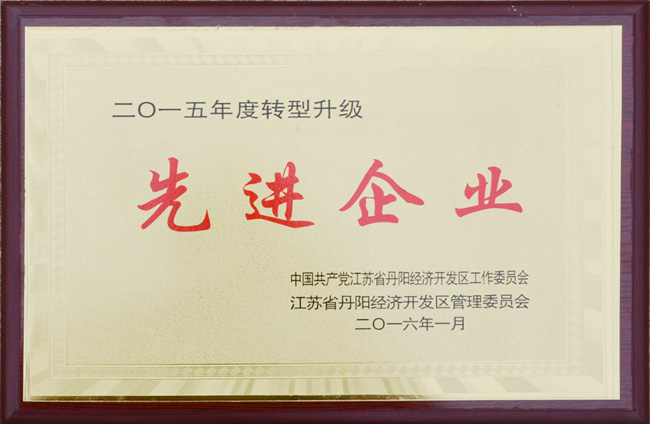 二〇一五年度转型升级
先进企业
中国共产党江苏省丹阳经济开发区工作委员会
江苏省丹阳经济开发区管理委员会
二〇一六年一月